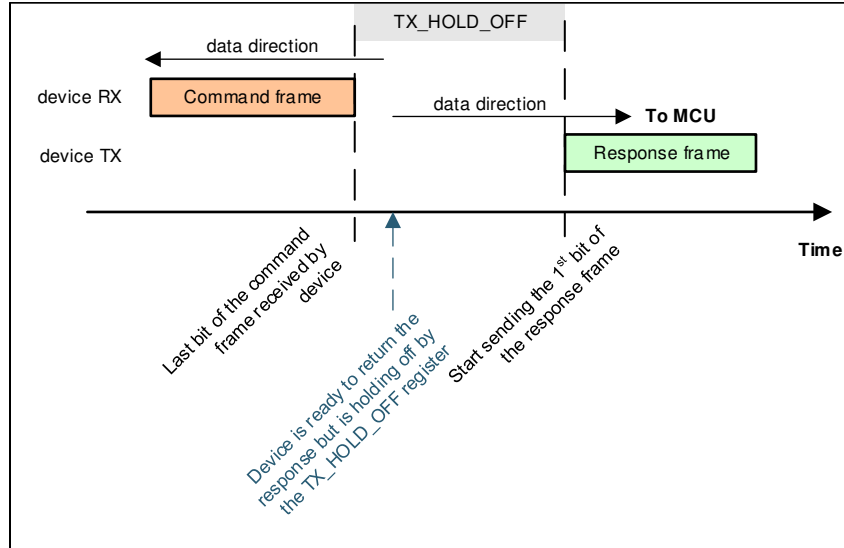 TX_HOLD_OFF
data direction
device RX
Command frame
data direction
To MCU
device TX
Response frame
Time
Last bit of the command
frame received by
device
Device is ready to return the
response but is holding off by
the TX_HOLD_OFF register
Start sending the 1st bit of
the response frame